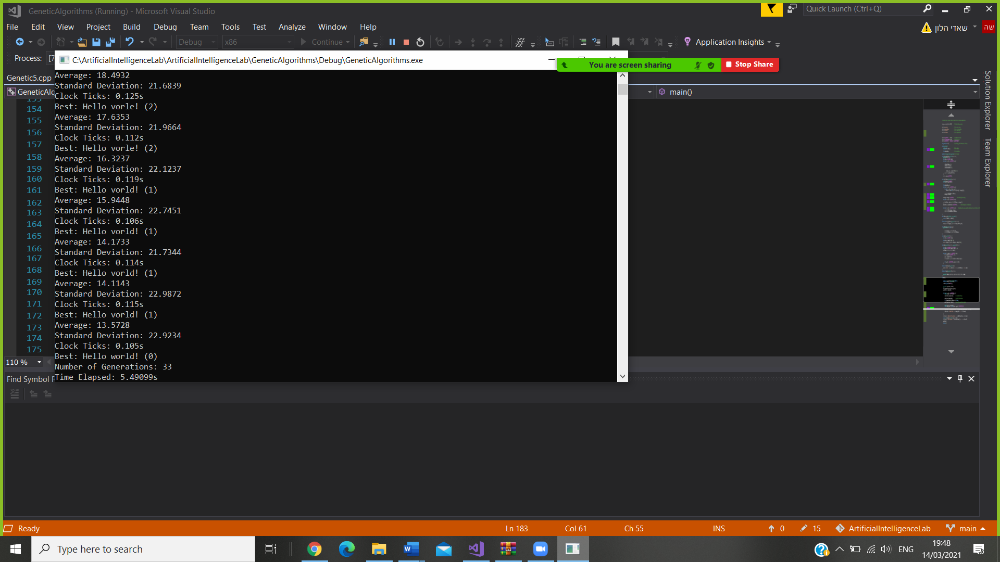 GeneticAlgorithms (Running) - Microsoft Visual Studio
Quick Launch (Ctrl+Q)
File Edit View Project Build Debug Team Tools Test Analyze Window Help
שאדי הלון
שה
Debug x86 Continue Application Insights
Process: [7
C:\ArtificialIntelligenceLab\ArtificialIntelligenceLab\GeneticAlgorithms\Debug\GeneticAlgorithms.exe
You are screen sharing Stop Share
Genetic5.cpp
GeneticAlg
main()
Solution Explorer
Team Explorer
153
154
155
156
157
158
159
160
161
162
163
164
165
166
167
168
169
170
171
172
173
174
175
Average: 18.4932
Standard Deviation: 21.6839
Clock Ticks: 0.125s
Best: Hello vorle! (2)
Average: 17.6353
Standard Deviation: 21.9664
Clock Ticks: 0.112s
Best: Hello vorle! (2)
Average: 16.3237
Standard Deviation: 22.1237
Clock Ticks: 0.119s
Best: Hello vorld! (1)
Average: 15.9448
Standard Deviation: 22.7451
Clock Ticks: 0.106s
Best: Hello vorld! (1)
Average: 14.1733
Standard Deviation: 21.7344
Clock Ticks: 0.114s
Best: Hello vorld! (1)
Average: 14.1143
Standard Deviation: 22.9872
Clock Ticks: 0.115s
Best: Hello vorld! (1)
Average: 13.5728
Standard Deviation: 22.9234
Clock Ticks: 0.105s
Best: Hello world! (0)
Number of Generations: 33
Time Elapsed: 5.49099s
110 %
Find Symbol R
Ready Ln 183 Col 61 Ch 55 INS 0 15 ArtificialIntelligenceLab main
Type here to search
ENG
19:48
14/03/2021